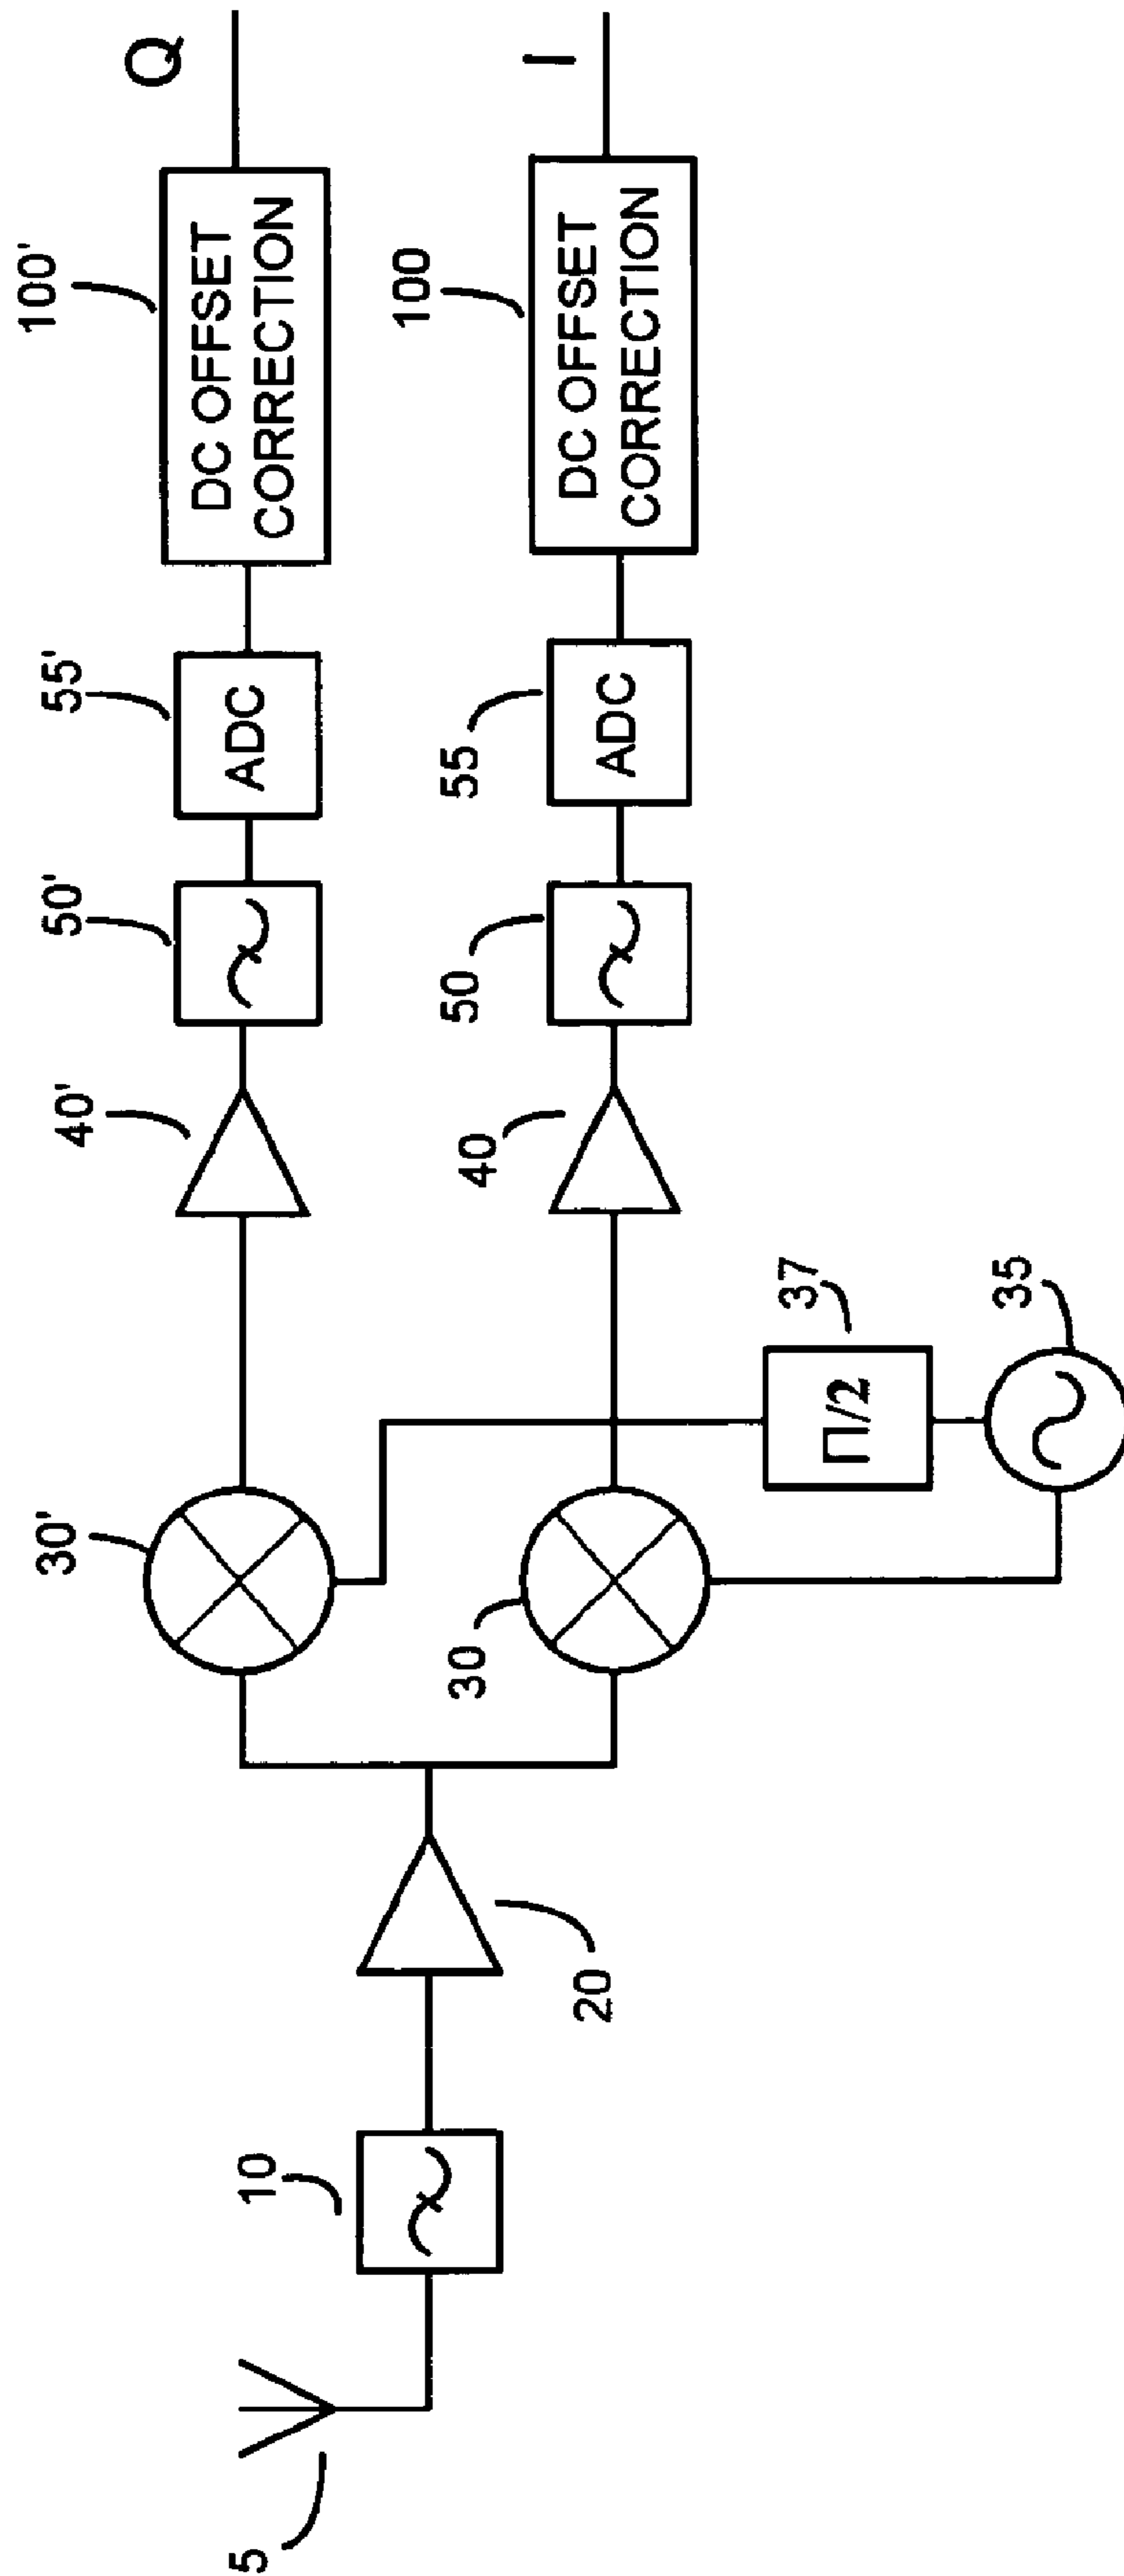 100'
Q
DC OFFSET
CORRECTION
55'
ADC
50'
40'
30'
100
I
DC OFFSET
CORRECTION
55
ADC
50
40
30
37
Π/2
35
10
20
5